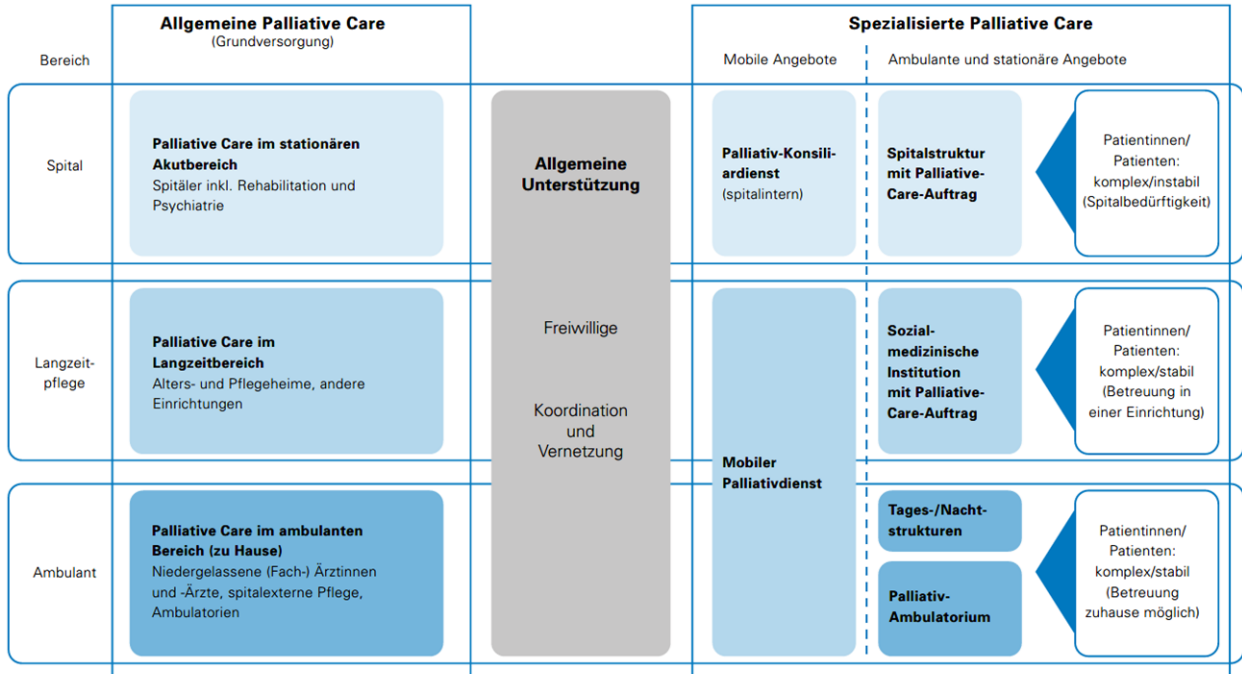 Allgemeine Palliative Care
(Grundversorgung)
Spezialisierte Palliative Care
Bereich
Mobile Angebote
Ambulante und stationäre Angebote
Spital
Palliative Care im stationären
Akutbereich
Spitäler inkl. Rehabilitation und
Psychiatrie
Allgemeine
Unterstützung
Freiwillige
Koordination
und
Vernetzung
Palliativ-Konsili-
ardienst
(spitalintern)
Spitalstruktur
mit Palliative-
Care-Auftrag
Patientinnen/
Patienten:
komplex/instabil
(Spitalbedürftigkeit)
Langzeit-
pflege
Palliative Care im
Langzeitbereich
Alters- und Pflegeheime, andere
Einrichtungen
Mobiler
Palliativdienst
Sozial-
medizinische
Institution
mit Palliative-
Care-Auftrag
Patientinnen/
Patienten:
komplex/stabil
(Betreuung in
einer Einrichtung)
Ambulant
Palliative Care im ambulanten
Bereich (zu Hause)
Niedergelassene (Fach-) Ärztinnen
und -Ärzte, spitalexterne Pflege,
Ambulatorien
Tages-/Nacht-
strukturen
Palliativ-
Ambulatorium
Patientinnen/
Patienten:
komplex/stabil
(Betreuung
zuhause möglich)